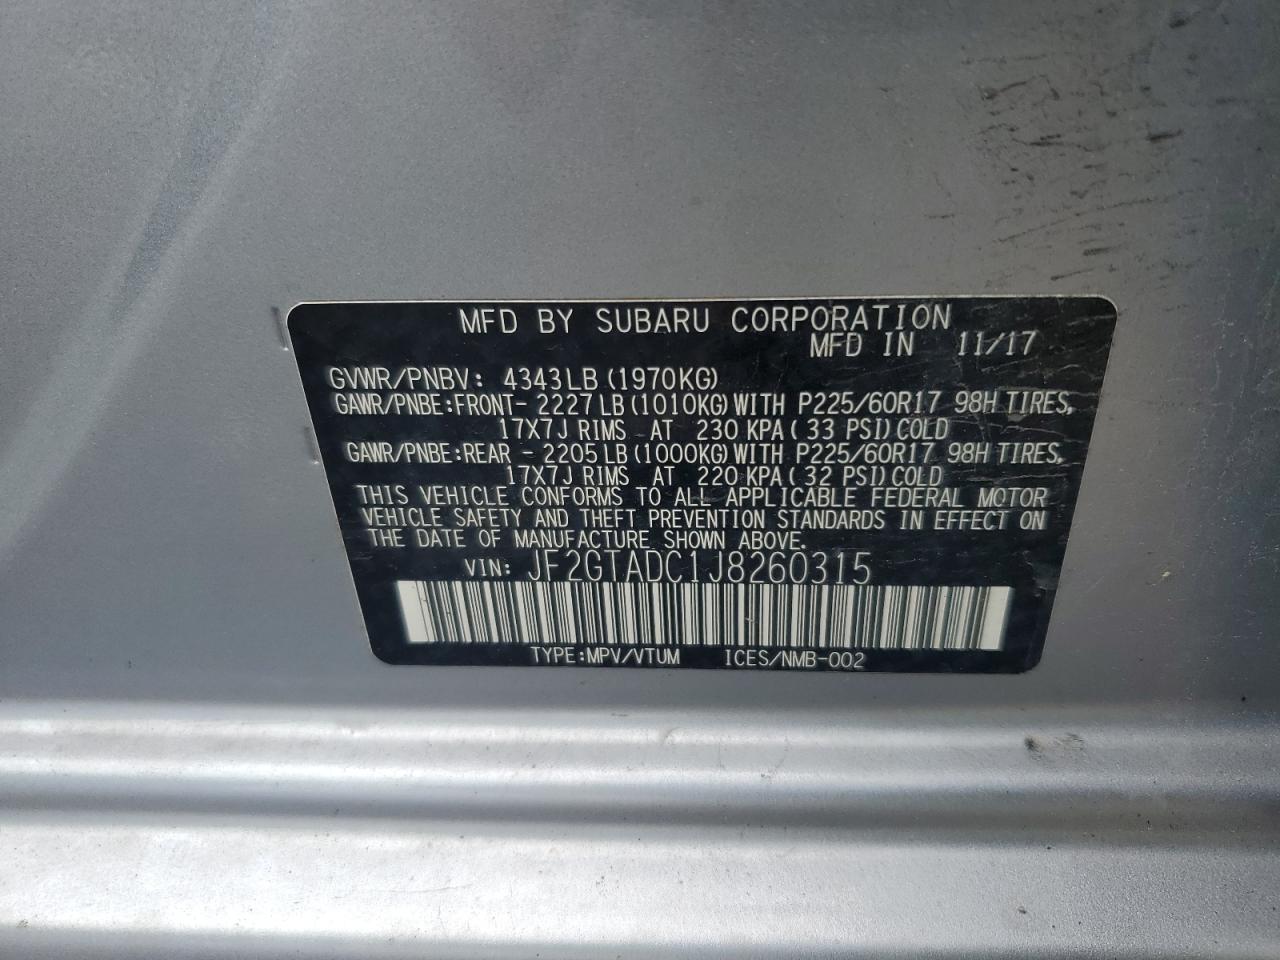 MFD BY SUBARU CORPORATION
MFD IN 11/17
GVWR/PNBV: 4343LB (1970KG)
GAWR/PNBE:FRONT- 2227LB (1010KG) WITH P225/60R17 98H TIRES,
17X7J RIMS AT 230 KPA ( 33 PSI) COLD
GAWR/PNBE:REAR - 2205LB (1000KG) WITH P225/60R17 98H TIRES,
17X7J RIMS AT 220 KPA ( 32 PSI) COLD
THIS VEHICLE CONFORMS TO ALL APPLICABLE FEDERAL MOTOR
VEHICLE SAFETY AND THEFT PREVENTION STANDARDS IN EFFECT ON
THE DATE OF MANUFACTURE SHOWN ABOVE.
VIN: JF2GTADC1J8260315
TYPE:MPV/VTUM ICES/NMB-002